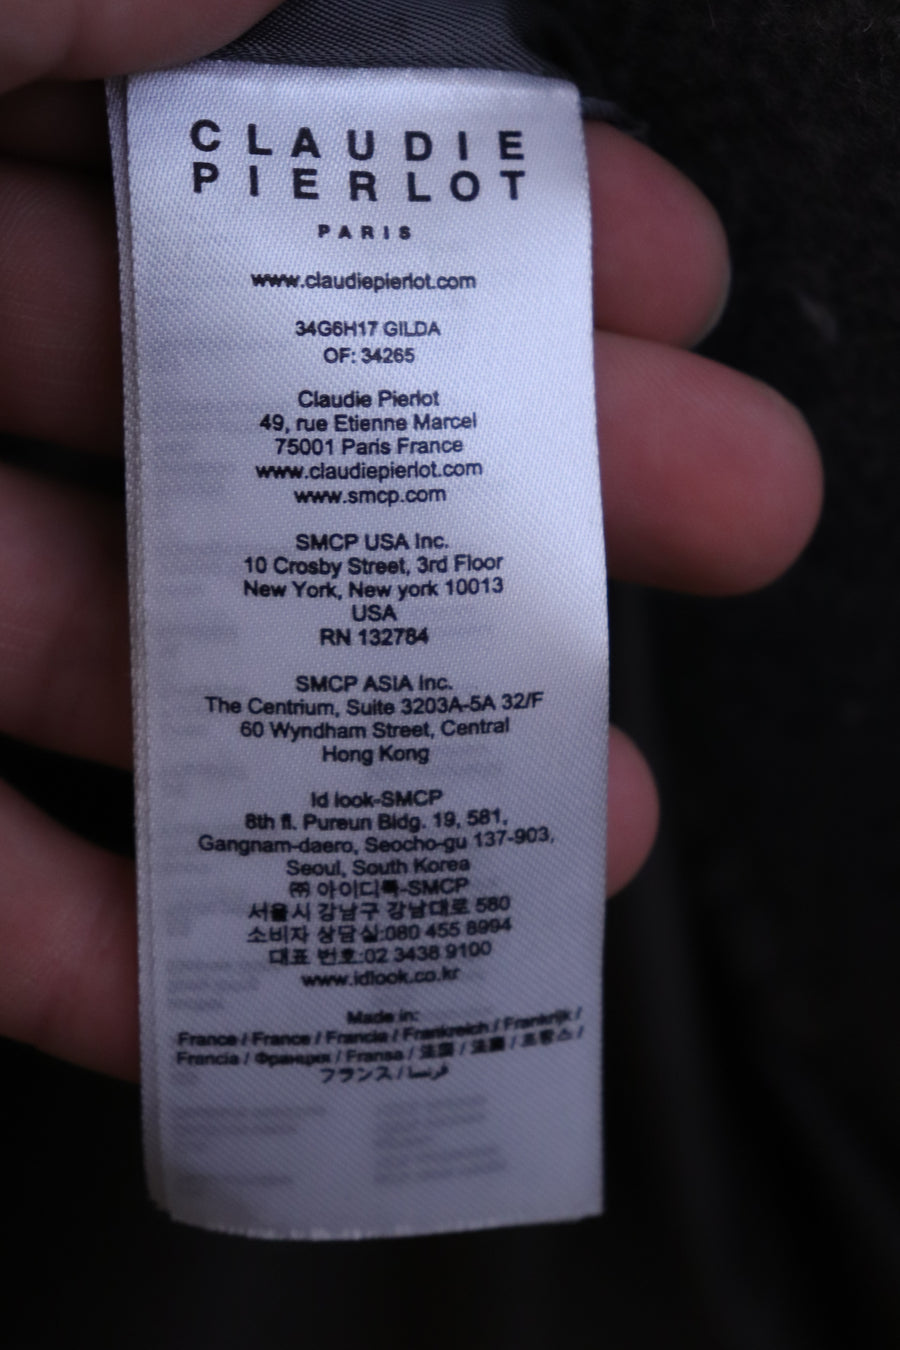 CLAUDIE
PIERLOT
PARIS
www.claudiepierlot.com
34G6H17 GILDA
OF: 34265
Claudie Pierlot
49, rue Etienne Marcel
75001 Paris France
www.claudiepierlot.com
www.smcp.com
SMCP USA Inc.
10 Crosby Street, 3rd Floor
New York, New york 10013
USA
RN 132784
SMCP ASIA Inc.
The Centrium, Suite 3203A-5A 32/F
60 Wyndham Street, Central
Hong Kong
Id look-SMCP
8th fl. Pureun Bldg. 19, 581,
Gangnam-daero, Seocho-gu 137-903,
Seoul, South Korea
㈜ 아이디룩-SMCP
서울시 강남구 강남대로 580
소비자 상담실:080 455 8994
대표 번호:02 3438 9100
www.idlook.co.kr
Made in:
France / France / Francia / Frankreich / Frankrijk /
Francia / Франция / Fransa / 法国 / 法國 / 프랑스 /
フランス / فرنسا